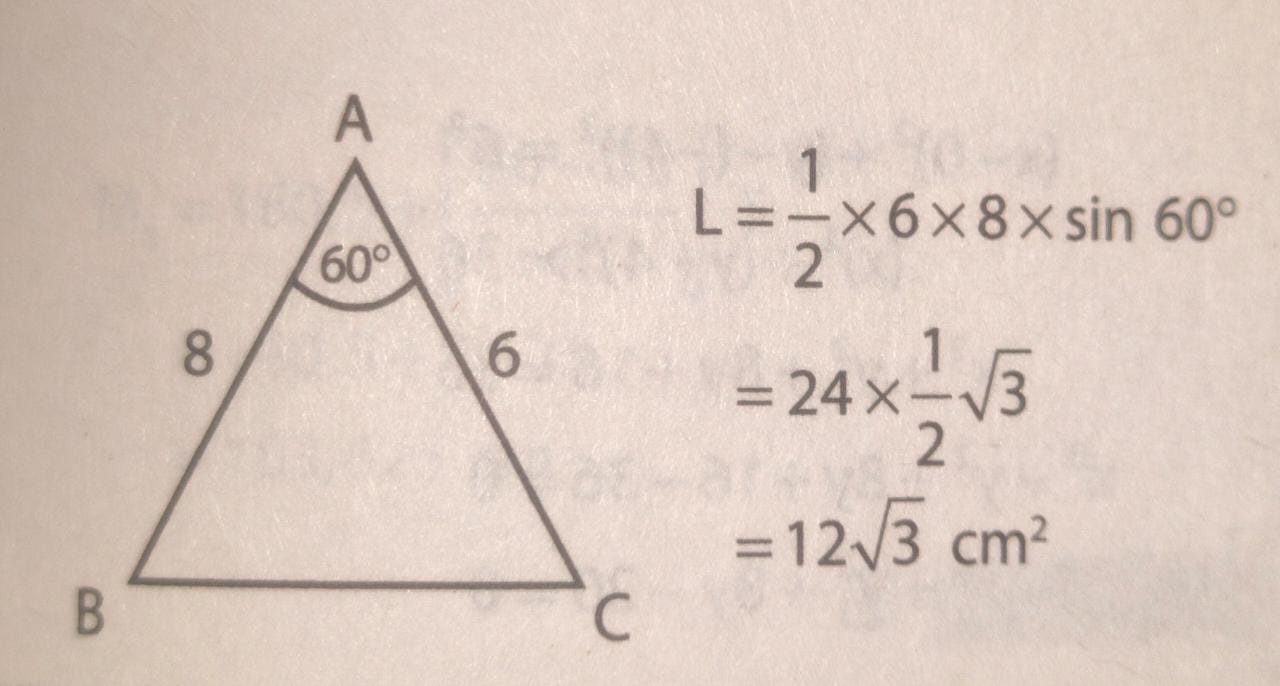 A
60°
8
6
B
C
L = 1/2 × 6 × 8 × sin 60°
= 24 × 1/2 √3
= 12√3 cm²